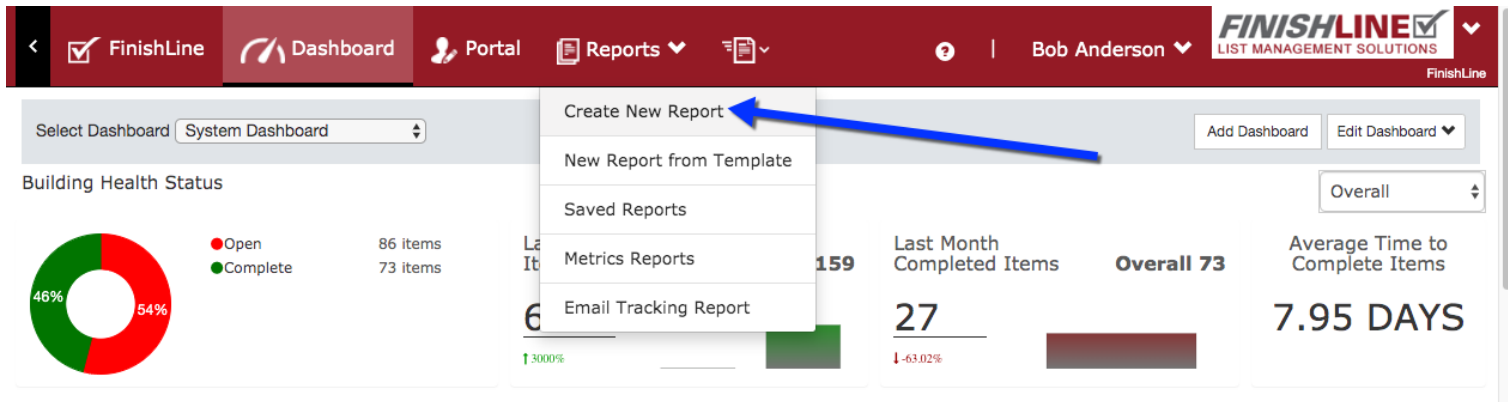 FinishLine
Dashboard
Portal
Reports
?
|
Bob Anderson
FINISHLINE
LIST MANAGEMENT SOLUTIONS
FinishLine
Select Dashboard System Dashboard
Add Dashboard
Edit Dashboard
Create New Report
New Report from Template
Saved Reports
Metrics Reports
Email Tracking Report
Building Health Status
Overall
Open 86 items
Complete 73 items
46%
54%
159
3000%
Last Month
Completed Items Overall 73
27
-63.02%
Average Time to
Complete Items
7.95 DAYS